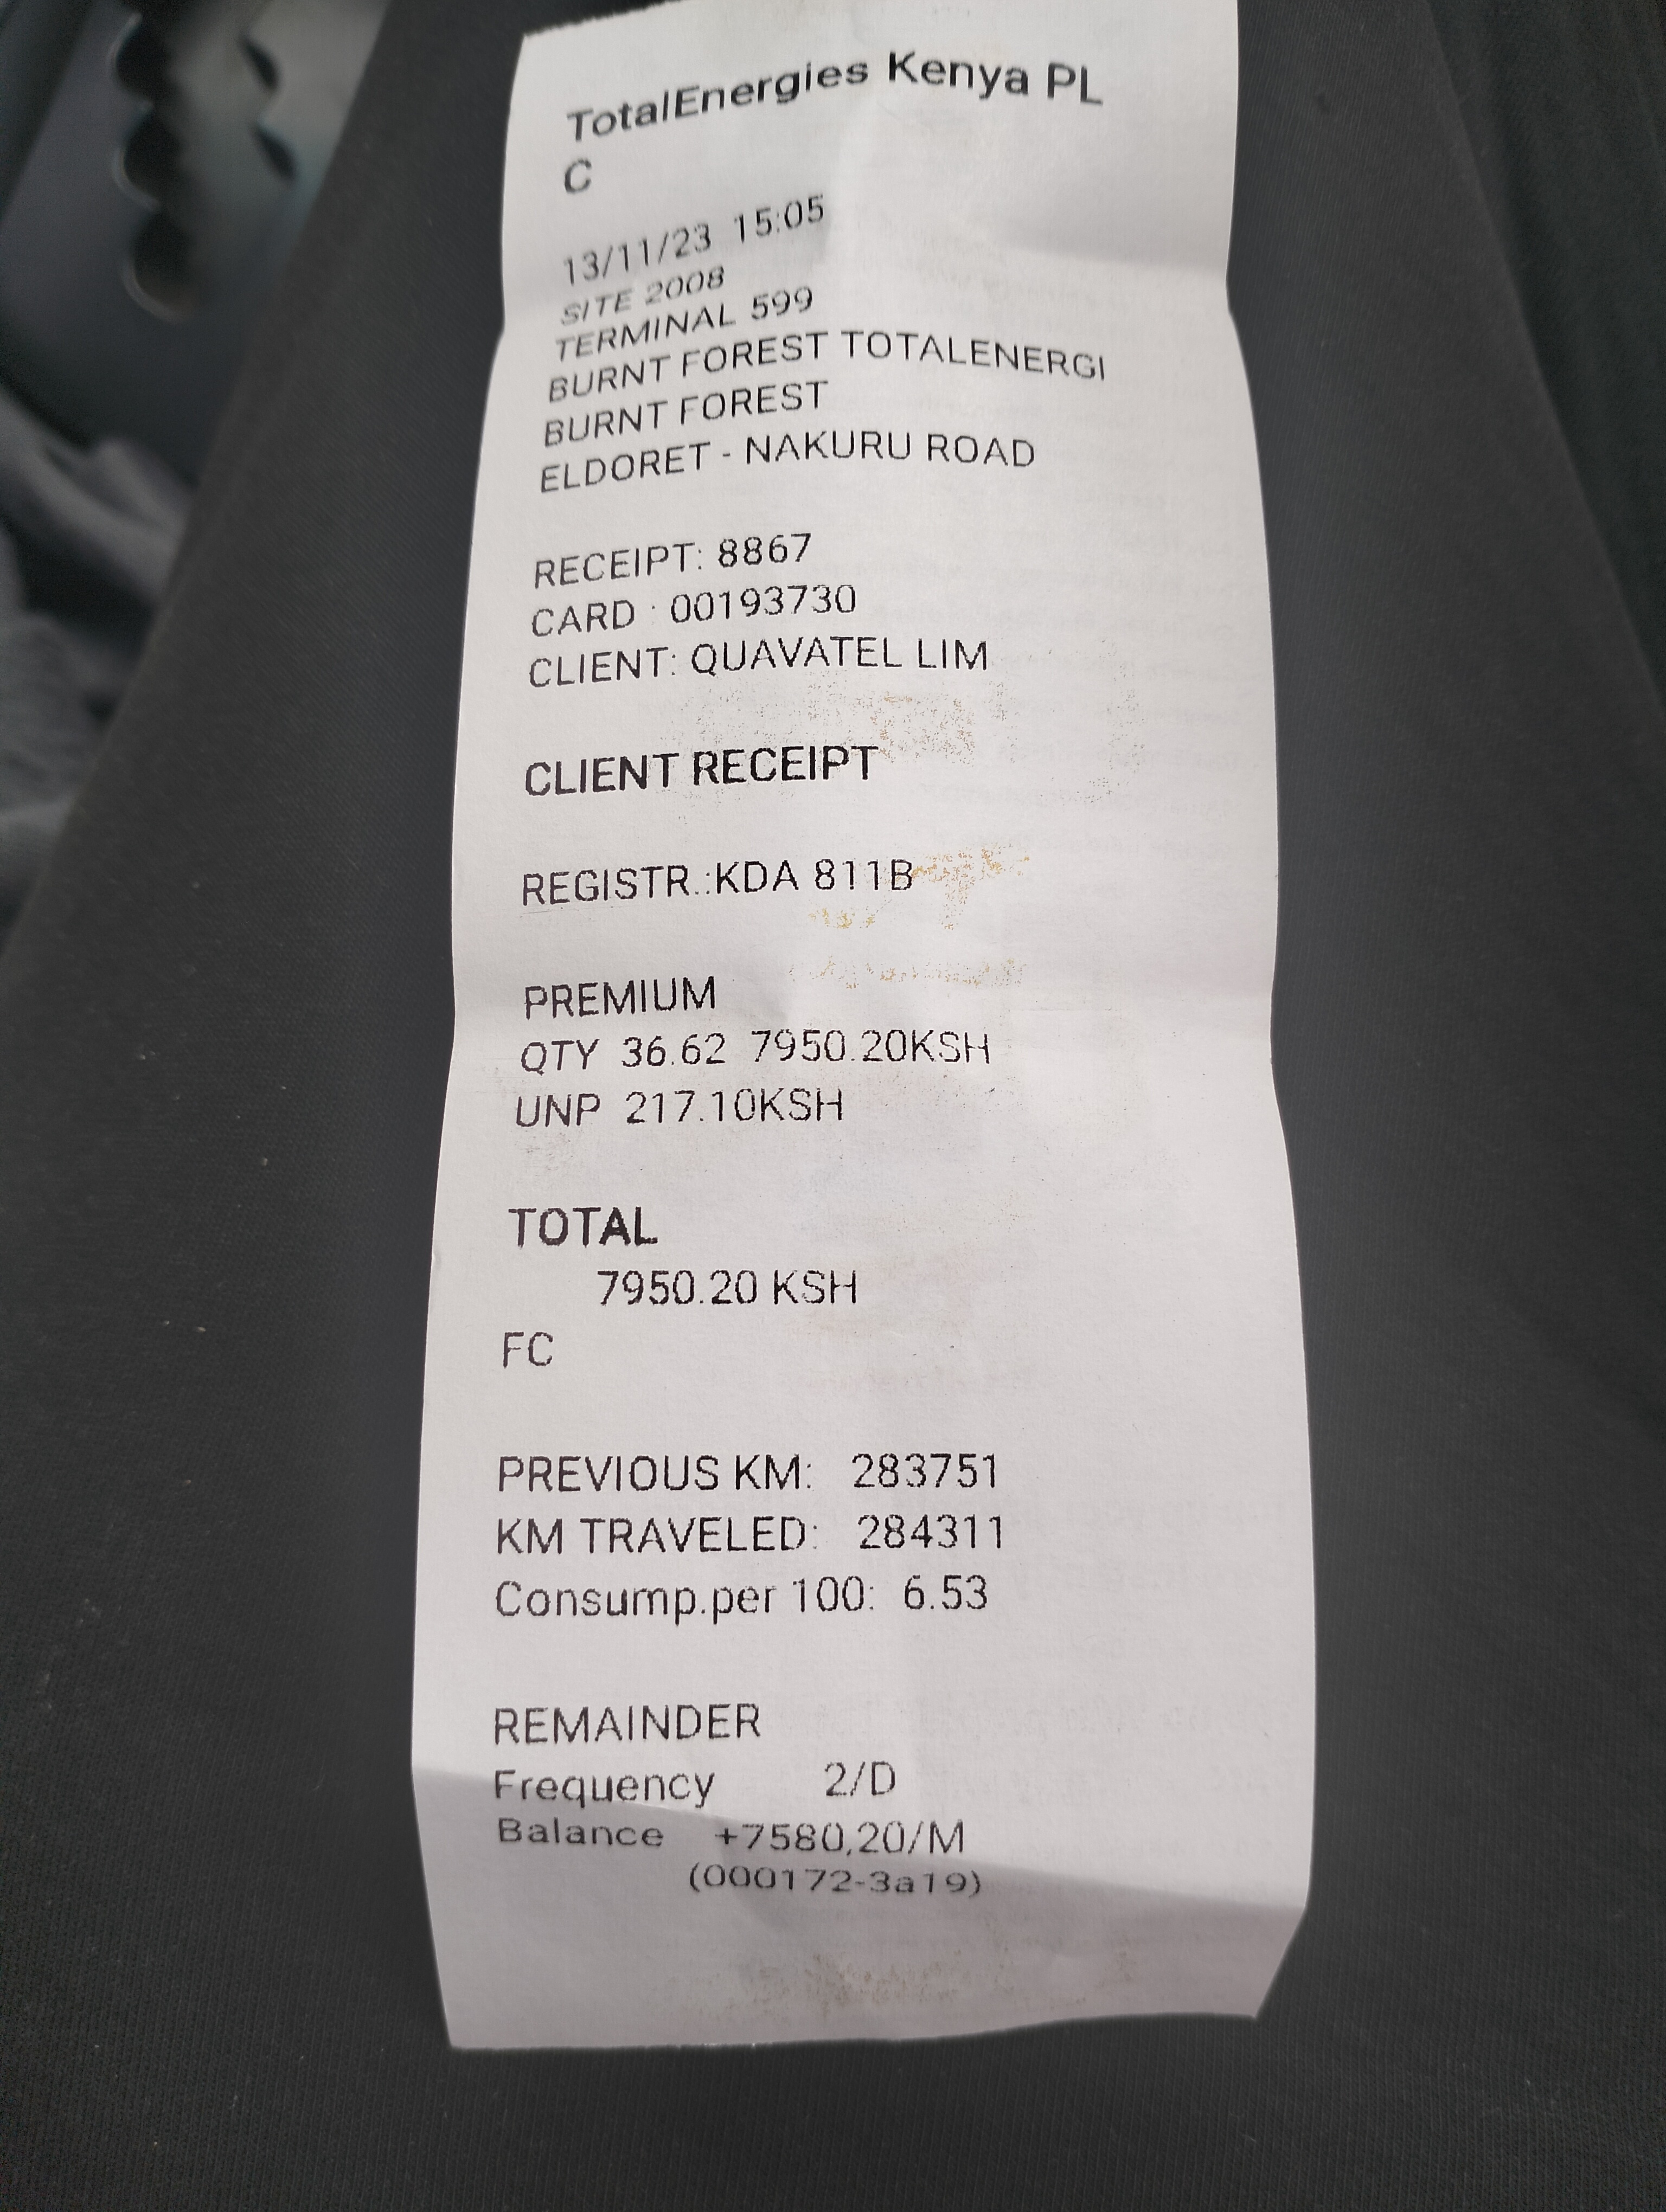 TotalEnergies Kenya PL
C
13/11/23 15:05
SITE 2008
TERMINAL 599
BURNT FOREST TOTALENERGI
BURNT FOREST
ELDORET - NAKURU ROAD
RECEIPT: 8867
CARD : 00193730
CLIENT: QUAVATEL LIM
CLIENT RECEIPT
REGISTR.:KDA 811B
PREMIUM
QTY 36.62 7950.20KSH
UNP 217.10KSH
TOTAL
7950.20 KSH
FC
PREVIOUS KM: 283751
KM TRAVELED: 284311
Consump.per 100: 6.53
REMAINDER
Frequency 2/D
Balance +7580,20/M
(000172-3a19)